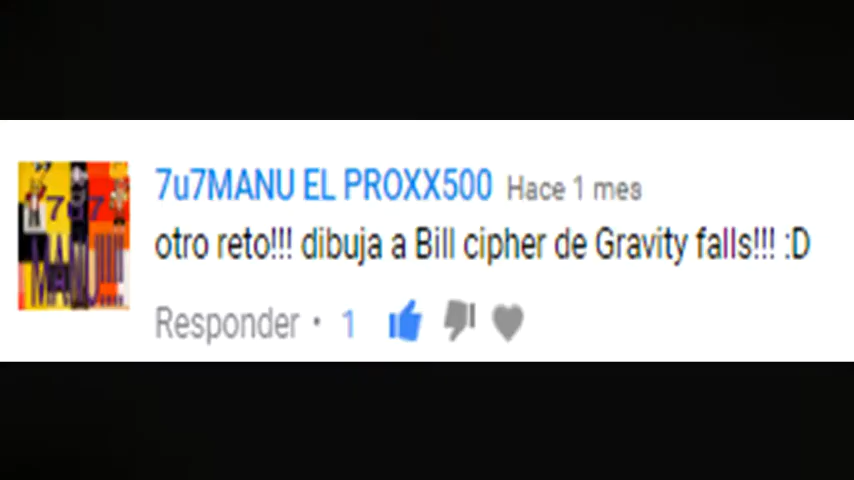 7u7MANU EL PROXX500 Hace 1 mes
otro reto!!! dibuja a Bill cipher de Gravity falls!!! :D
Responder · 1